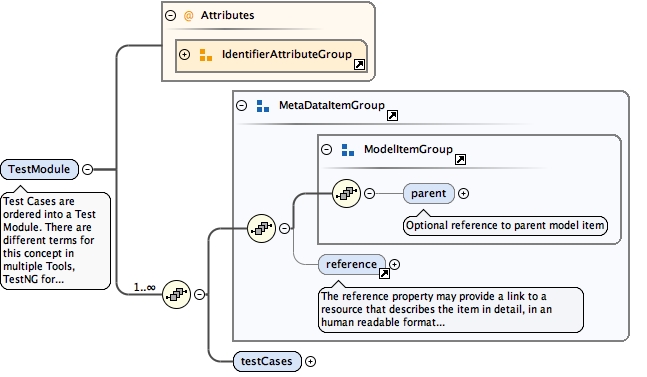 @ Attributes
IdentifierAttributeGroup
MetaDataItemGroup
ModelItemGroup
TestModule
parent
Test Cases are
ordered into a Test
Module. There are
different terms for
this concept in
multiple Tools,
TestNG for...
Optional reference to parent model item
reference
1..∞
The reference property may provide a link to a
resource that describes the item in detail, in an
human readable format...
testCases